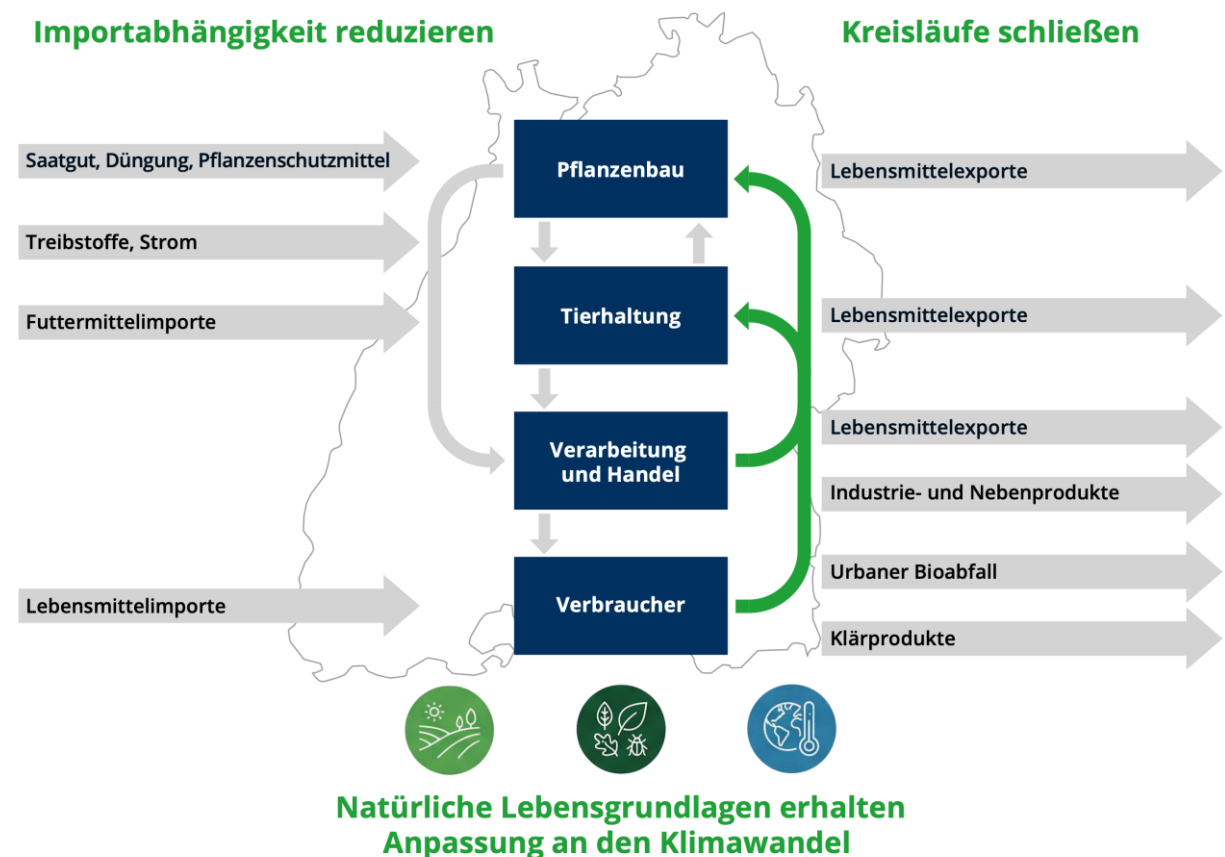 Importabhängigkeit reduzieren
Kreisläufe schließen
Saatgut, Düngung, Pflanzenschutzmittel
Treibstoffe, Strom
Futtermittelimporte
Lebensmittelimporte
Pflanzenbau
Tierhaltung
Verarbeitung
und Handel
Verbraucher
Lebensmittelexporte
Lebensmittelexporte
Lebensmittelexporte
Industrie- und Nebenprodukte
Urbaner Bioabfall
Klärprodukte
Natürliche Lebensgrundlagen erhalten
Anpassung an den Klimawandel